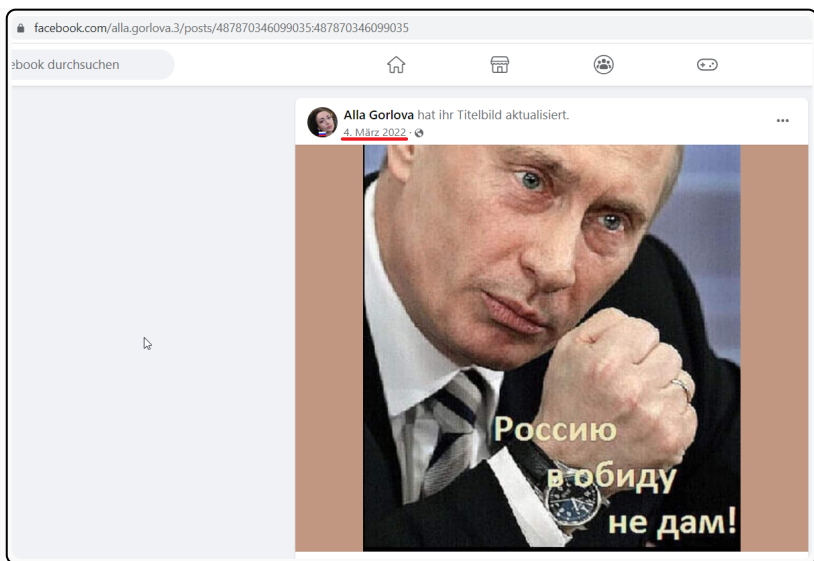 facebook.com/alla.gorlova.3/posts/487870346099035:487870346099035
ebook durchsuchen
Alla Gorlova hat ihr Titelbild aktualisiert.
4. März 2022 ·
Россию
в обиду
не дам!